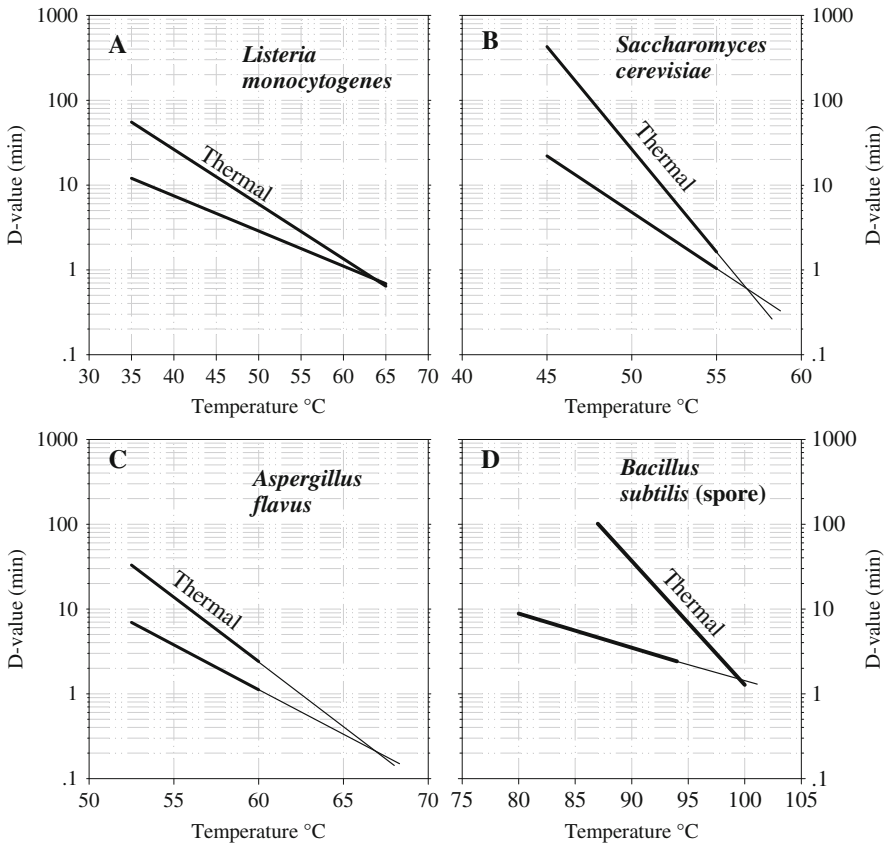 A
Listeria
monocytogenes
Thermal
1000
100
10
1
.1
D-value (min)
30 35 40 45 50 55 60 65 70
Temperature °C
B
Saccharomyces
cerevisiae
Thermal
1000
100
10
1
.1
D-value (min)
40 45 50 55 60
Temperature °C
C
Aspergillus
flavus
Thermal
1000
100
10
1
.1
D-value (min)
50 55 60 65 70
Temperature °C
D
Bacillus
subtilis (spore)
Thermal
1000
100
10
1
.1
D-value (min)
75 80 85 90 95 100 105
Temperature °C